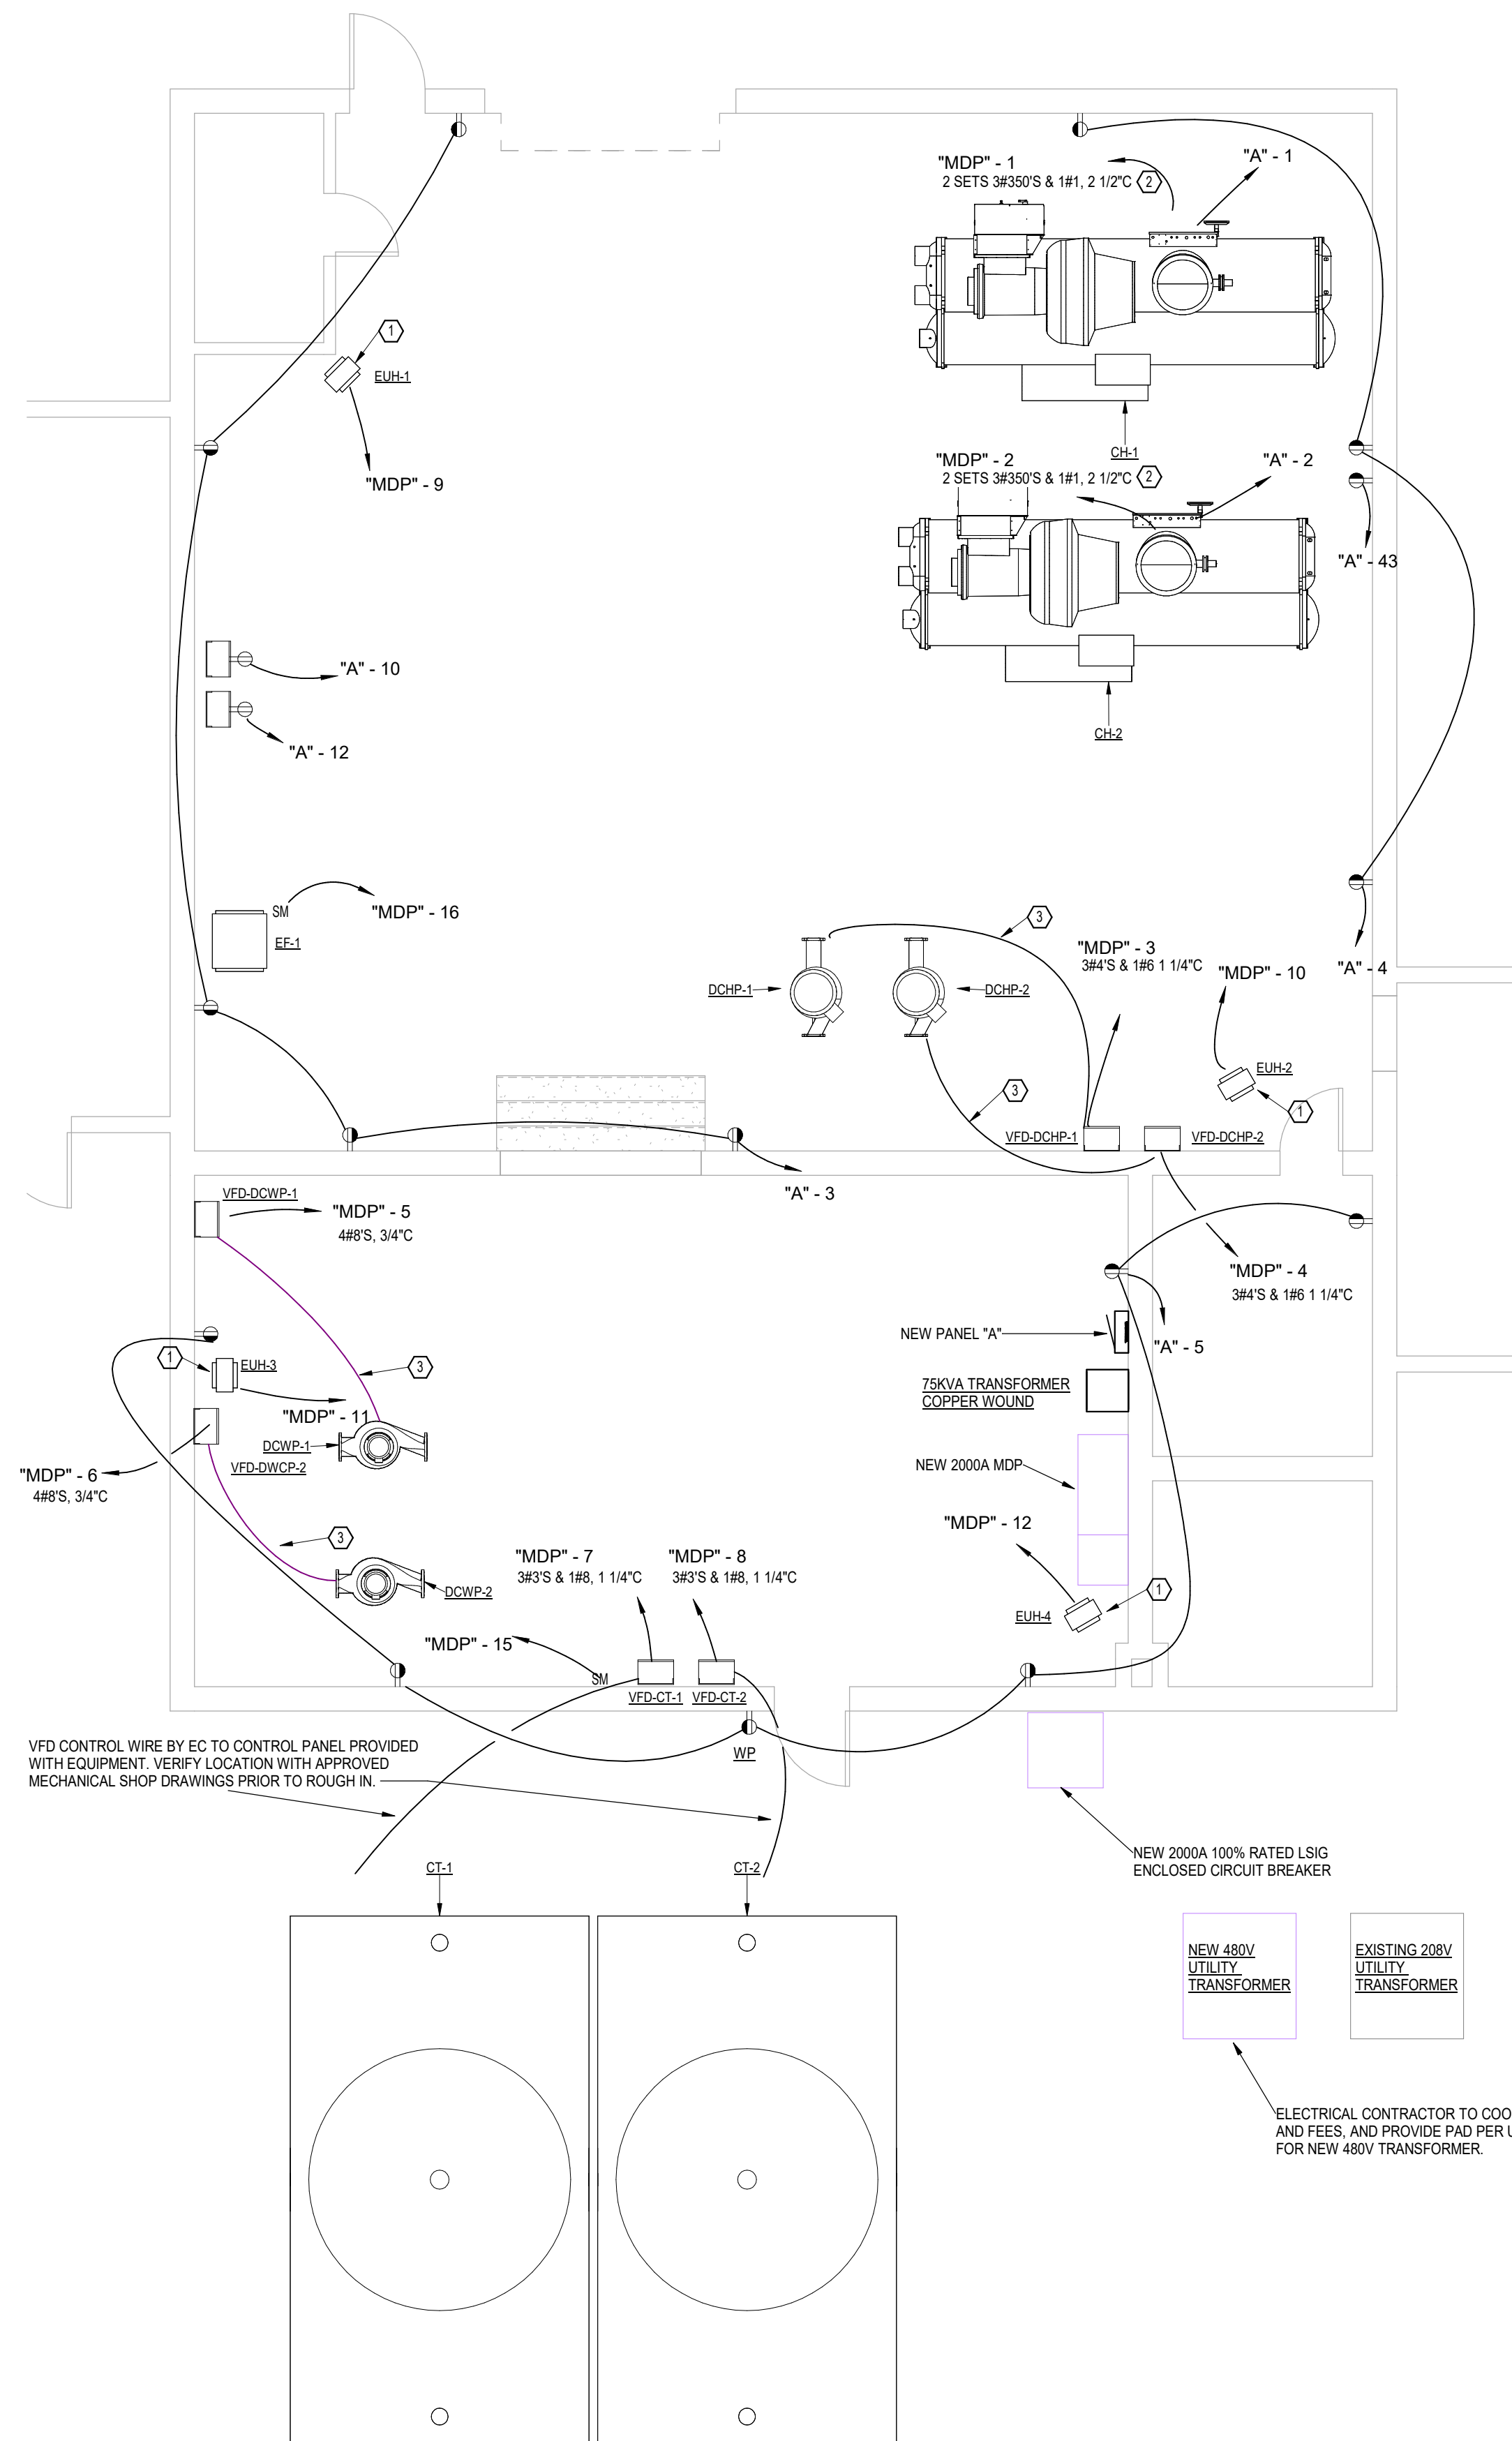 "MDP" - 1
2 SETS 3#350'S & 1#1, 2 1/2"C
2
"A" - 1
1
EUH-1
"MDP" - 9
CH-1
"MDP" - 2
2 SETS 3#350'S & 1#1, 2 1/2"C
2
"A" - 2
"A" - 43
"A" - 10
"A" - 12
CH-2
SM
"MDP" - 16
EF-1
3
"MDP" - 3
3#4'S & 1#6 1 1/4"C
"MDP" - 10
"A" - 4
DCHP-1
DCHP-2
EUH-2
3
1
VFD-DCHP-1
VFD-DCHP-2
"A" - 3
VFD-DCWP-1
"MDP" - 5
4#8'S, 3/4"C
"MDP" - 4
3#4'S & 1#6 1 1/4"C
NEW PANEL "A"
"A" - 5
1
EUH-3
3
75KVA TRANSFORMER
COPPER WOUND
"MDP" - 11
DCWP-1
VFD-DWCP-2
"MDP" - 6
4#8'S, 3/4"C
NEW 2000A MDP
3
"MDP" - 12
"MDP" - 7
3#3'S & 1#8, 1 1/4"C
"MDP" - 8
3#3'S & 1#8, 1 1/4"C
DCWP-2
1
EUH-4
"MDP" - 15
SM
VFD-CT-1
VFD-CT-2
WP
VFD CONTROL WIRE BY EC TO CONTROL PANEL PROVIDED
WITH EQUIPMENT. VERIFY LOCATION WITH APPROVED
MECHANICAL SHOP DRAWINGS PRIOR TO ROUGH IN.
NEW 2000A 100% RATED LSIG
ENCLOSED CIRCUIT BREAKER
CT-1
CT-2
NEW 480V
UTILITY
TRANSFORMER
EXISTING 208V
UTILITY
TRANSFORMER
ELECTRICAL CONTRACTOR TO COO
AND FEES, AND PROVIDE PAD PER U
FOR NEW 480V TRANSFORMER.